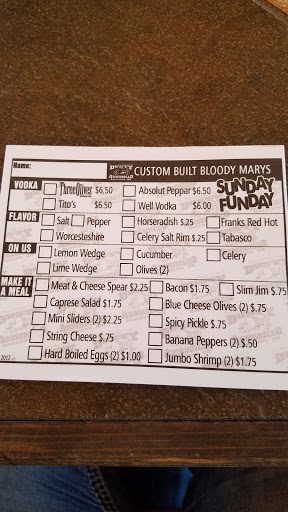 Name:
CUSTOM BUILT BLOODY MARYS
SUNDAY
FUNDAY
VODKA ThreeOlives $6.50 Absolut Peppar $6.50
Tito's $6.50 Well Vodka $6.00
FLAVOR Salt Pepper Horseradish $.25 Franks Red Hot
Worcesteshire Celery Salt Rim $.25 Tabasco
ON US Lemon Wedge Cucumber Celery
Lime Wedge Olives (2)
MAKE IT A MEAL Meat & Cheese Spear $2.25 Bacon $1.75 Slim Jim $.75
Caprese Salad $1.75 Blue Cheese Olives (2) $.75
Mini Sliders (2) $2.25 Spicy Pickle $.75
String Cheese $.75 Banana Peppers (2) $.50
Hard Boiled Eggs (2) $1.00 Jumbo Shrimp (2) $1.75
2017